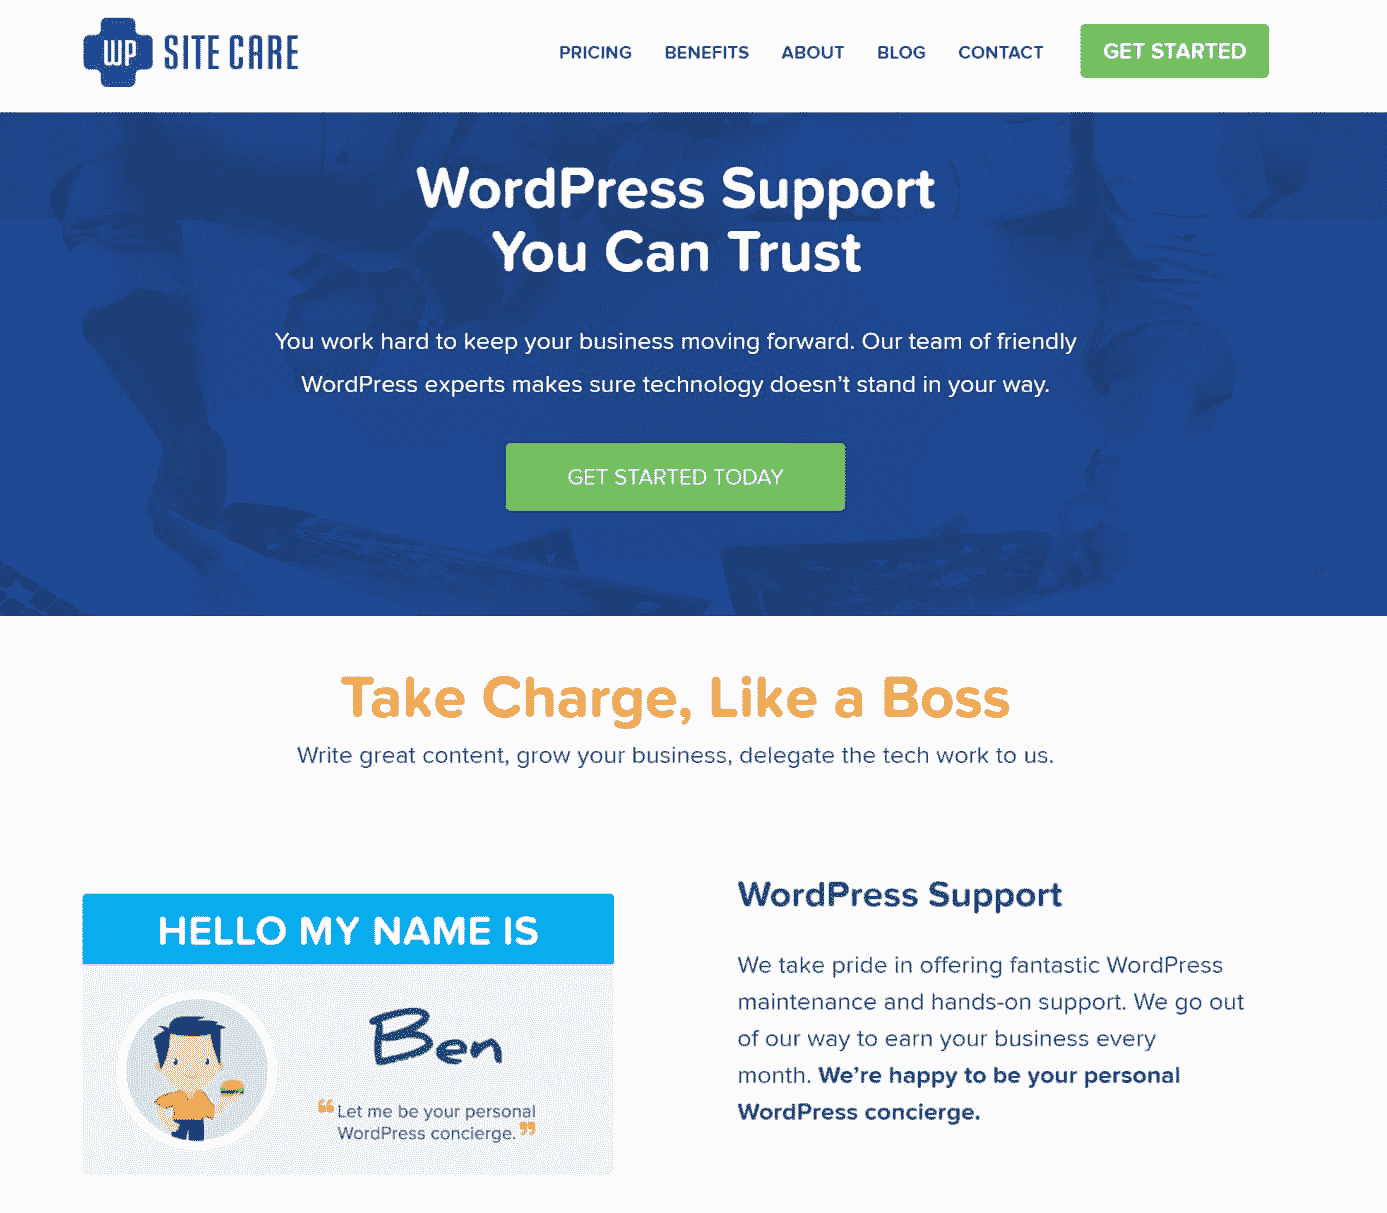 WP SITE CARE
PRICING BENEFITS ABOUT BLOG CONTACT GET STARTED
WordPress Support
You Can Trust
You work hard to keep your business moving forward. Our team of friendly
WordPress experts makes sure technology doesn’t stand in your way.
GET STARTED TODAY
Take Charge, Like a Boss
Write great content, grow your business, delegate the tech work to us.
HELLO MY NAME IS
Ben
“Let me be your personal
WordPress concierge.”
WordPress Support
We take pride in offering fantastic WordPress
maintenance and hands-on support. We go out
of our way to earn your business every
month. We’re happy to be your personal
WordPress concierge.